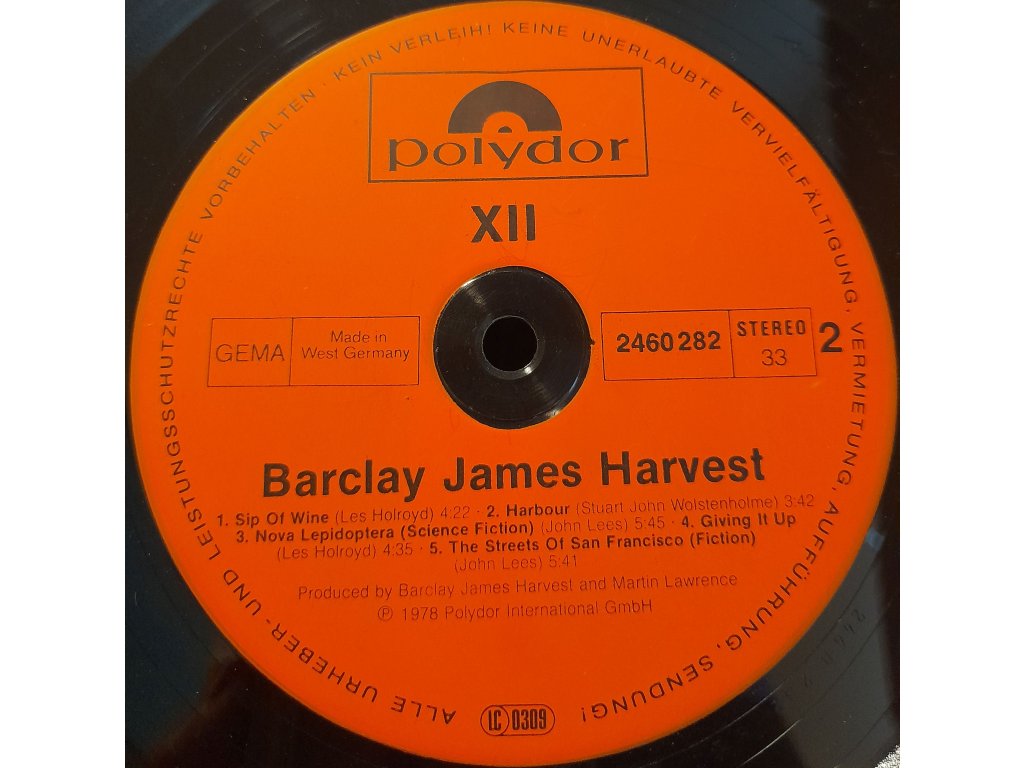 ALLE URHEBER- UND LEISTUNGSSCHUTZRECHTE VORBEHALTEN · KEIN VERLEIH! KEINE UNERLAUBTE VERVIELFÄLTIGUNG, VERMIETUNG, AUFFÜHRUNG, SENDUNG!
polydor
XII
GEMA
Made in
West Germany
2460 282
STEREO
33
2
Barclay James Harvest
1. Sip Of Wine (Les Holroyd) 4:22 · 2. Harbour (Stuart John Wolstenholme) 3:42
3. Nova Lepidoptera (Science Fiction) (John Lees) 5:45 · 4. Giving It Up
(Les Holroyd) 4:35 · 5. The Streets Of San Francisco (Fiction)
(John Lees) 5:41
Produced by Barclay James Harvest and Martin Lawrence
℗ 1978 Polydor International GmbH
LC 0309